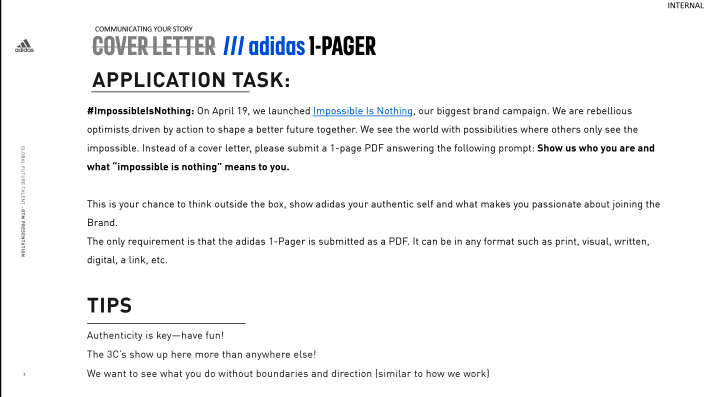 INTERNAL
COMMUNICATING YOUR STORY
COVER LETTER /// adidas 1-PAGER
adidas
APPLICATION TASK:
#ImpossibleIsNothing: On April 19, we launched Impossible Is Nothing, our biggest brand campaign. We are rebellious
optimists driven by action to shape a better future together. We see the world with possibilities where others only see the
impossible. Instead of a cover letter, please submit a 1-page PDF answering the following prompt: Show us who you are and
what “impossible is nothing” means to you.
This is your chance to think outside the box, show adidas your authentic self and what makes you passionate about joining the
Brand.
The only requirement is that the adidas 1-Pager is submitted as a PDF. It can be in any format such as print, visual, written,
digital, a link, etc.
GLOBAL FUTURE TALENT -GTM PRESENTATION
TIPS
Authenticity is key—have fun!
The 3C’s show up here more than anywhere else!
We want to see what you do without boundaries and direction (similar to how we work)